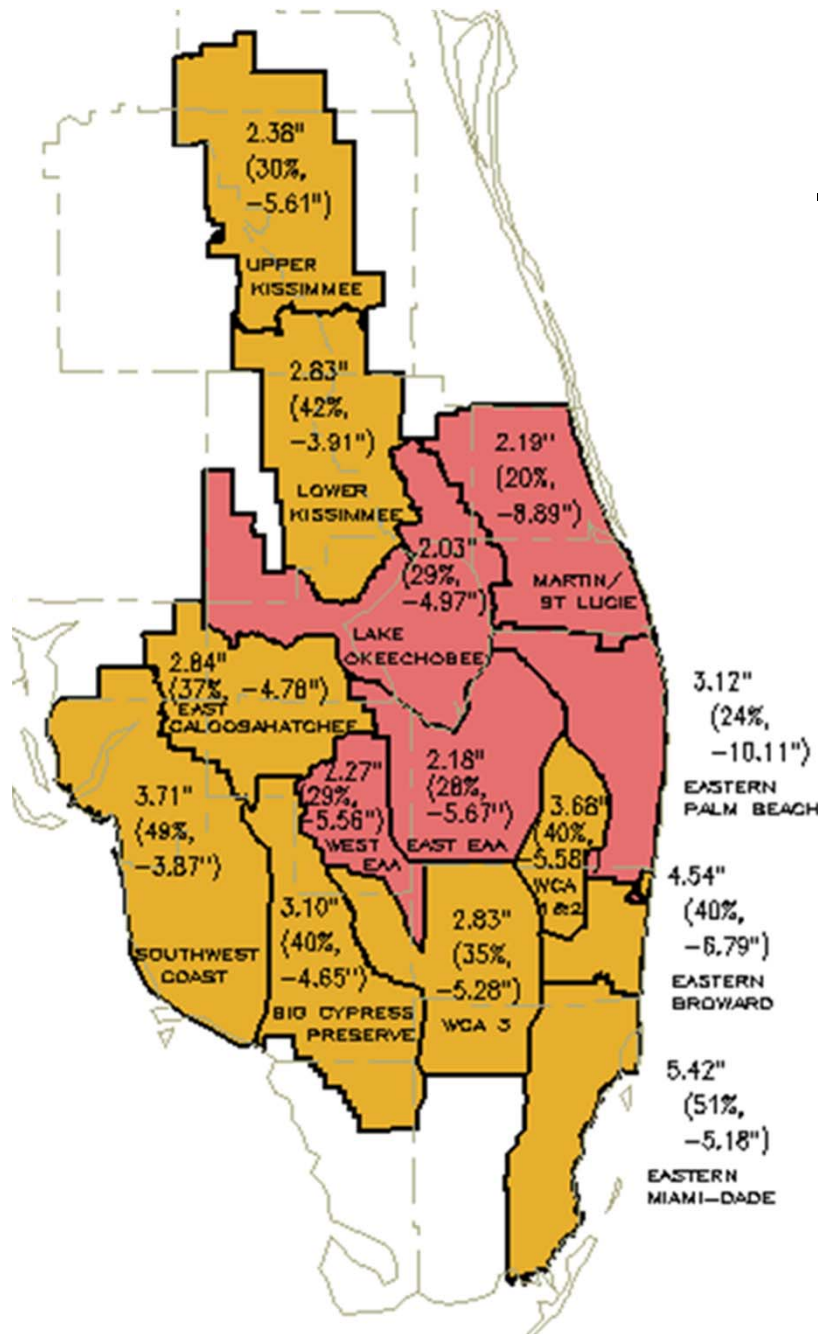 2.38"
(30%,
-5.61")
UPPER
KISSIMMEE
2.83"
(42%,
-3.91")
LOWER
KISSIMMEE
2.19"
(20%,
-8.89")
MARTIN/
ST LUCIE
2.03"
(29%,
-4.97")
LAKE
OKEECHOBEE
2.84"
(37%, -4.78")
EAST
CALOOSAHATCHEE
3.12"
(24%,
-10.11")
EASTERN
PALM BEACH
2.27"
(29%,
-5.56")
WEST
EAA
2.18"
(28%,
-5.67")
EAST EAA
3.68"
(40%,
-5.58"
WCA
1&2
3.71"
(49%,
-3.87")
SOUTHWEST
COAST
3.10"
(40%,
-4.65")
BIG CYPRESS
PRESERVE
2.83"
(35%,
-5.28")
WCA 3
4.54"
(40%,
-6.79")
EASTERN
BROWARD
5.42"
(51%,
-5.18")
EASTERN
MIAMI-DADE